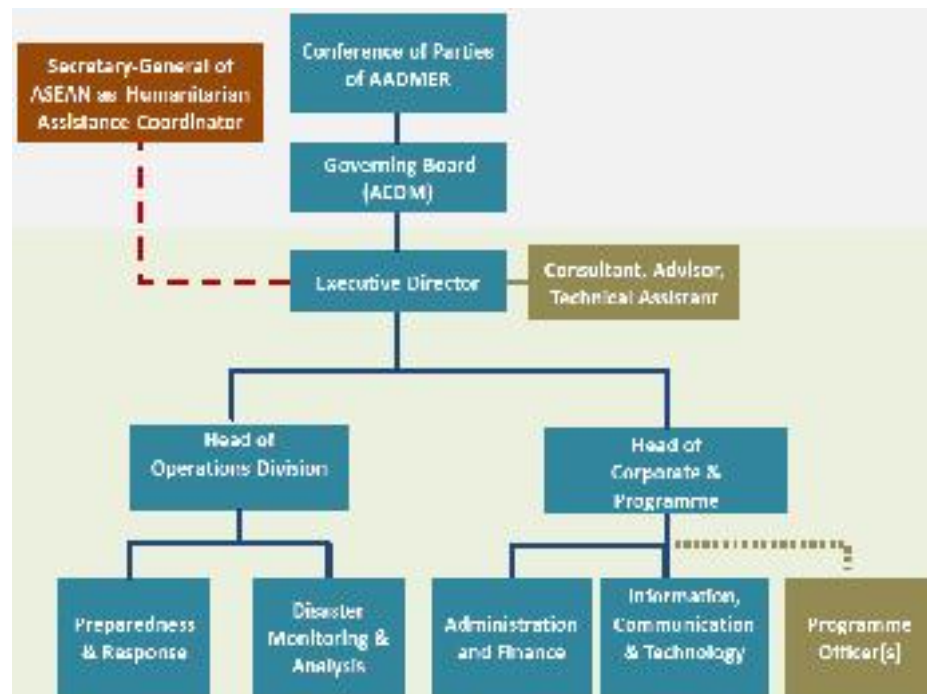 Conference of Parties
of AADMER
Secretary-General of
ASEAN as Humanitarian
Assistance Coordinator
Governing Board
(ACDM)
Executive Director
Consultant, Advisor,
Technical Assistant
Head of
Operations Division
Head of
Corporate &
Programme
Preparedness
& Response
Disaster
Monitoring &
Analysis
Administration
and Finance
Information,
Communication
& Technology
Programme
Officer(s)